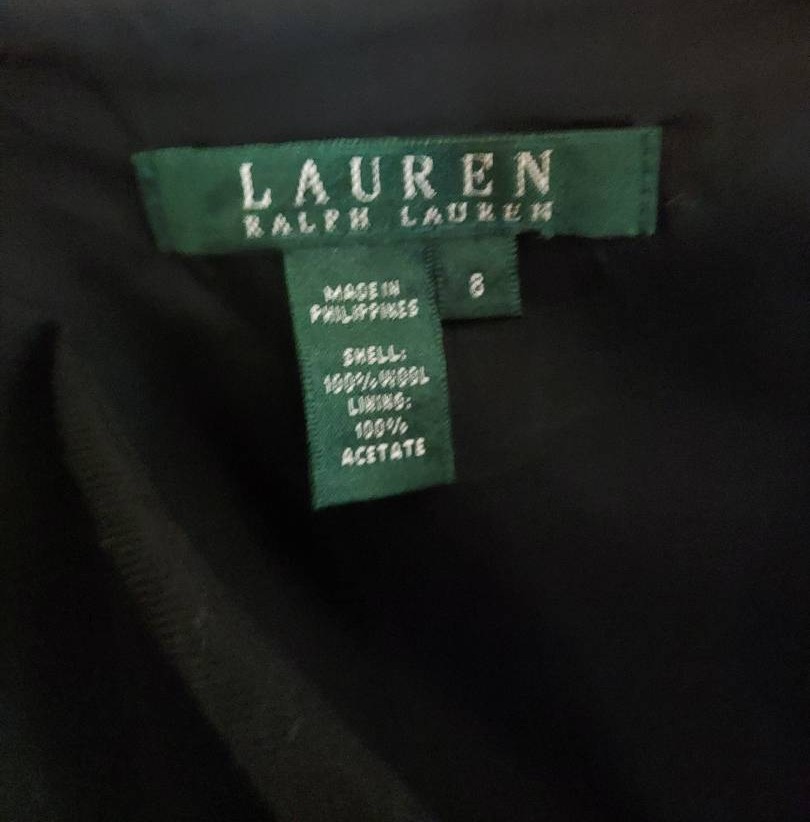 LAUREN
RALPH LAUREN
8
MADE IN
PHILIPPINES
SHELL:
100% WOOL
LINING:
100%
ACETATE